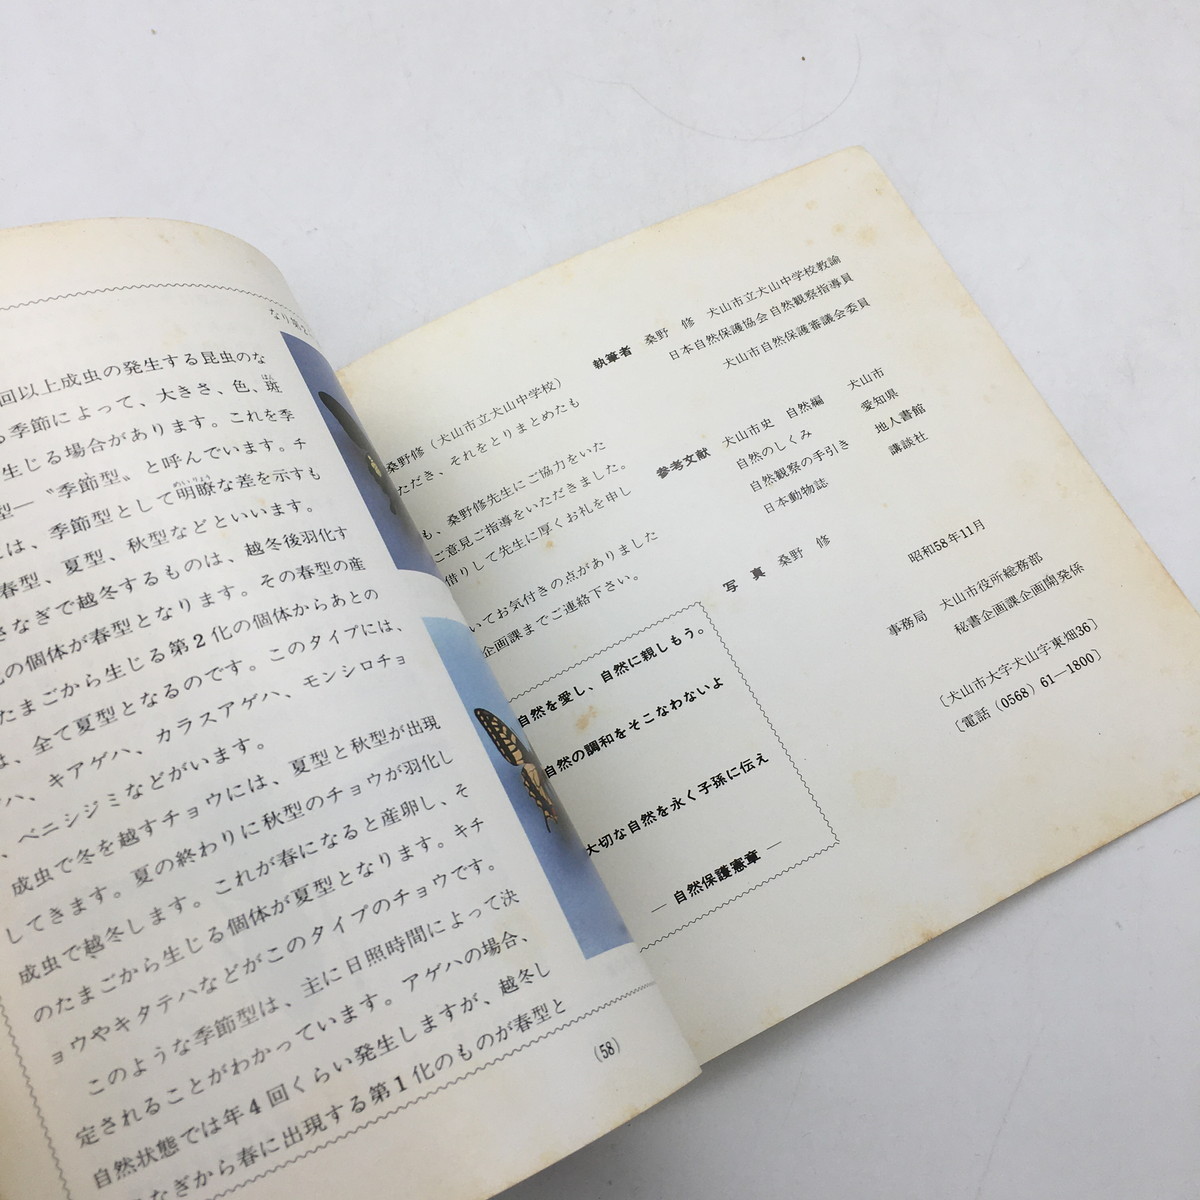 回以上成虫の発生する昆虫のな
る季節によって、大きさ、色、斑
はん
生じる場合があります。これを季
型―〝季節型〟と呼んでいます。チ
は、季節型として明瞭な差を示すも
めいりょう
春型、夏型、秋型などといいます。
さなぎで越冬するものは、越冬後羽化す
の個体が春型となります。その春型の産
たまごから生じる第2化の個体からあとの
は、全て夏型となるのです。このタイプには、
ハ、キアゲハ、カラスアゲハ、モンシロチョ
、ベニシジミなどがいます。
成虫で冬を越すチョウには、夏型と秋型が出現
してきます。夏の終わりに秋型のチョウが羽化し
成虫で越冬します。これが春になると産卵し、そ
のたまごから生じる個体が夏型となります。キチ
ョウやキタテハなどがこのタイプのチョウです。
このような季節型は、主に日照時間によって決
定されることがわかっています。アゲハの場合、
自然状態では年4回くらい発生しますが、越冬し
なぎから春に出現する第1化のものが春型と
(58)
桑野修(犬山市立犬山中学校)
ただき、それをとりまとめたも
も、桑野修先生にご協力をいた
ご意見ご指導をいただきました。
借りして先生に厚くお礼を申し
いてお気付きの点がありました
企画課までご連絡下さい。
自然を愛し、自然に親しもう。
自然の調和をそこなわないよ
大切な自然を永く子孫に伝え
― 自然保護憲章 ―
執筆者 桑野 修 犬山市立犬山中学校教諭
日本自然保護協会自然観察指導員
犬山市自然保護審議会委員
参考文献 犬山市史 自然編 犬山市
自然のしくみ 愛知県
自然観察の手引き 地人書館
日本動物誌 講談社
写真 桑野 修
昭和58年11月
事務局 犬山市役所総務部
秘書企画課企画開発係
〔犬山市大字犬山字東畑36〕
〔電話(0568)61―1800〕